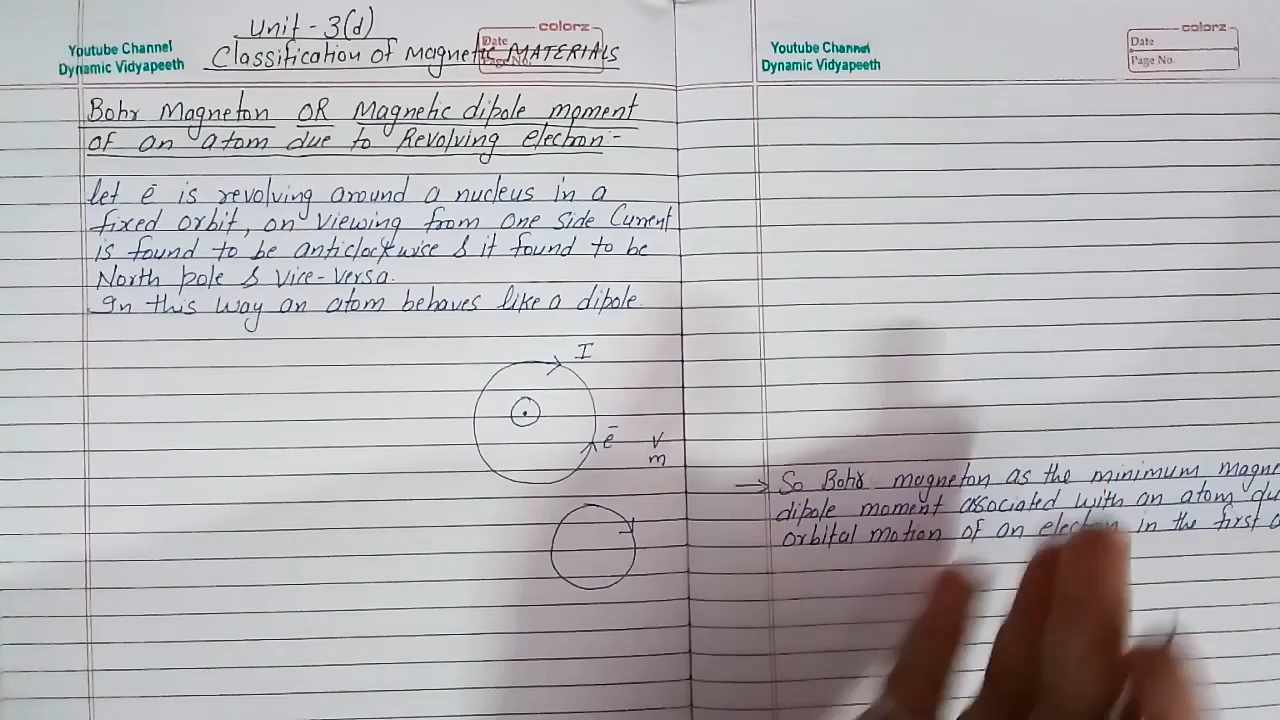 Unit - 3(d)
Classification of Magnetic MATERIALS
Youtube Channel
Dynamic Vidyapeeth
colorz
Date
Page No.
Bohr Magneton OR Magnetic dipole moment
of an atom due to Revolving electron:-
let e̅ is revolving around a nucleus in a
fixed orbit, on viewing from one side Current
is found to be anticlockwise & it found to be
North pole & vice-versa.
In this way an atom behaves like a dipole.
I
e̅ v
m
Youtube Channel
Dynamic Vidyapeeth
colorz
Date
Page No.
→ So Bohr magneton as the minimum magne
dipole moment associated with an atom du
orbital motion of an electron in the first o